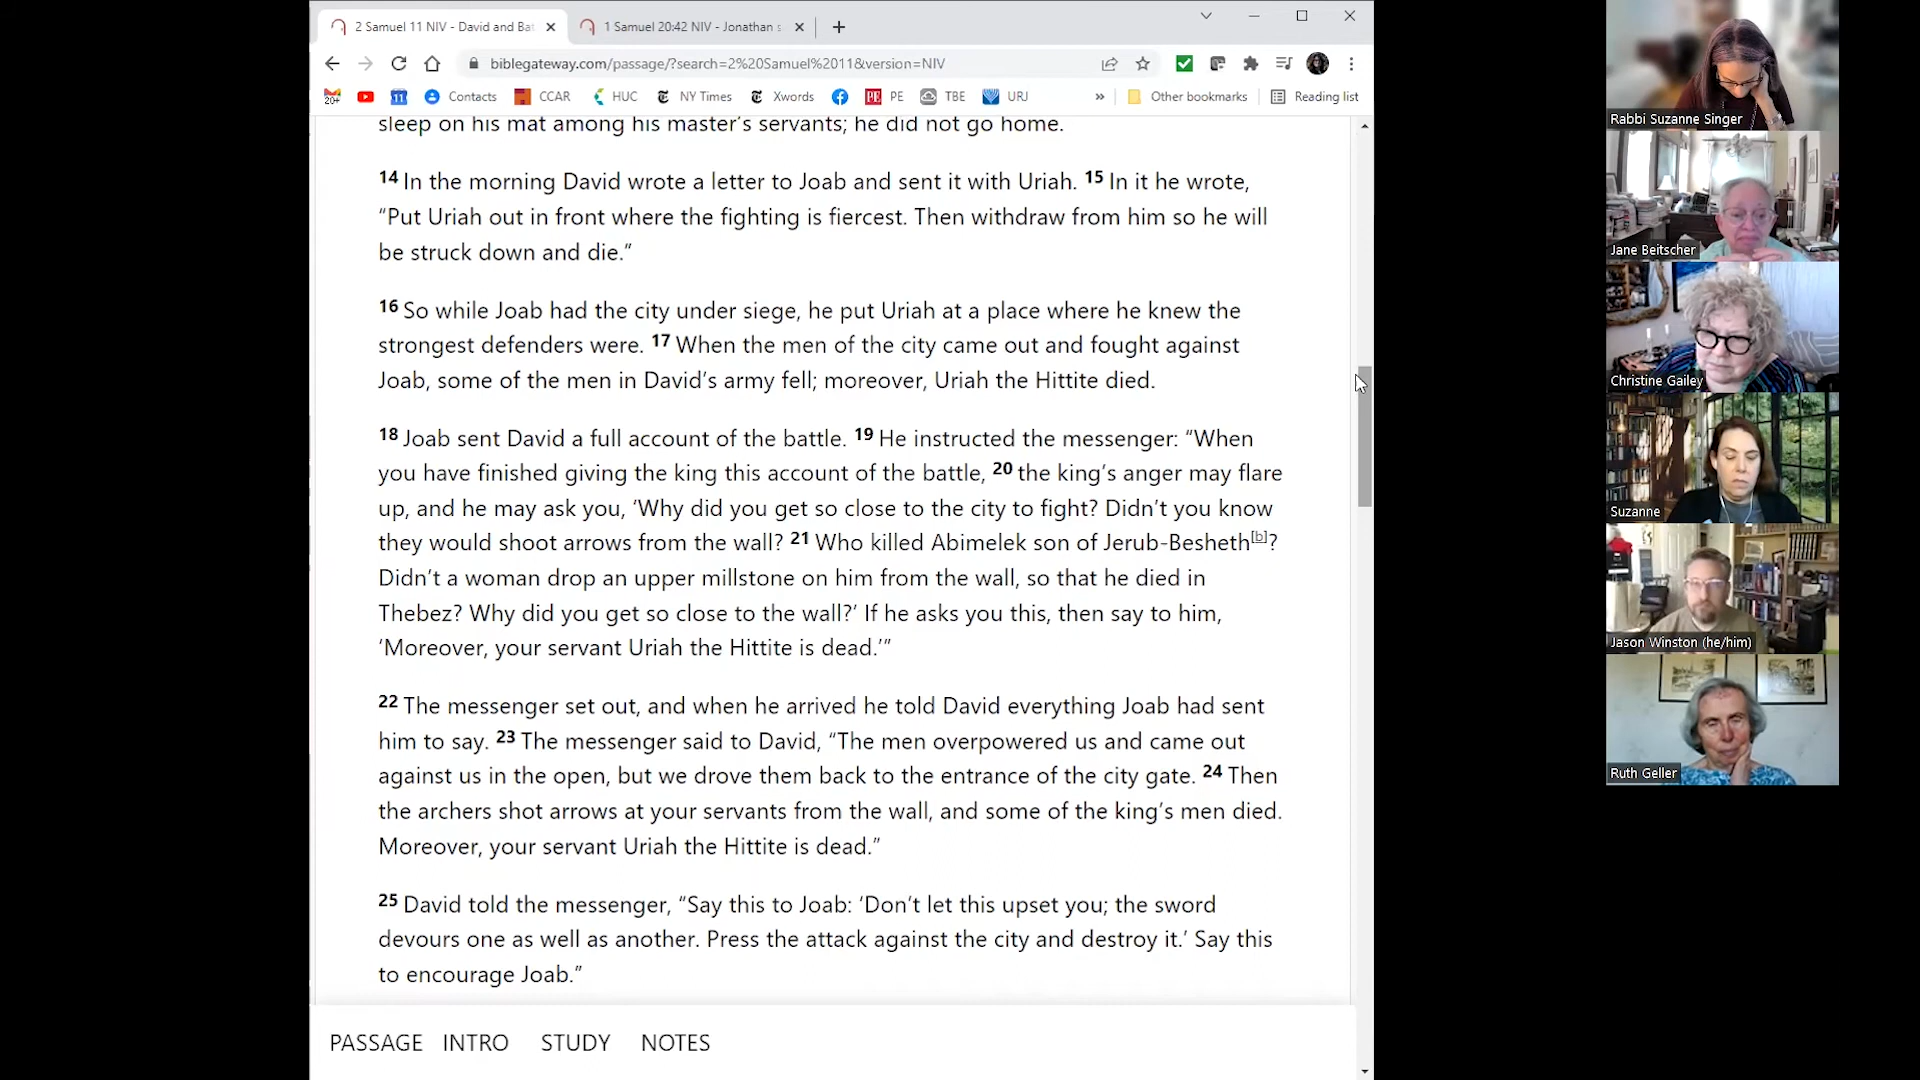 2 Samuel 11 NIV - David and Bat
1 Samuel 20:42 NIV - Jonathan s
biblegateway.com/passage/?search=2%20Samuel%2011&version=NIV
20+
11
Contacts
CCAR
HUC
NY Times
Xwords
PE
PE
TBE
URJ
»
Other bookmarks
Reading list
sleep on his mat among his master’s servants; he did not go home.
14 In the morning David wrote a letter to Joab and sent it with Uriah. 15 In it he wrote,
“Put Uriah out in front where the fighting is fiercest. Then withdraw from him so he will
be struck down and die.”
16 So while Joab had the city under siege, he put Uriah at a place where he knew the
strongest defenders were. 17 When the men of the city came out and fought against
Joab, some of the men in David’s army fell; moreover, Uriah the Hittite died.
18 Joab sent David a full account of the battle. 19 He instructed the messenger: “When
you have finished giving the king this account of the battle, 20 the king’s anger may flare
up, and he may ask you, ‘Why did you get so close to the city to fight? Didn’t you know
they would shoot arrows from the wall? 21 Who killed Abimelek son of Jerub-Besheth[b]?
Didn’t a woman drop an upper millstone on him from the wall, so that he died in
Thebez? Why did you get so close to the wall?’ If he asks you this, then say to him,
‘Moreover, your servant Uriah the Hittite is dead.’”
22 The messenger set out, and when he arrived he told David everything Joab had sent
him to say. 23 The messenger said to David, “The men overpowered us and came out
against us in the open, but we drove them back to the entrance of the city gate. 24 Then
the archers shot arrows at your servants from the wall, and some of the king’s men died.
Moreover, your servant Uriah the Hittite is dead.”
25 David told the messenger, “Say this to Joab: ‘Don’t let this upset you; the sword
devours one as well as another. Press the attack against the city and destroy it.’ Say this
to encourage Joab.”
PASSAGE INTRO STUDY NOTES
Rabbi Suzanne Singer
Jane Beitscher
Christine Gailey
Suzanne
Jason Winston (he/him)
Ruth Geller